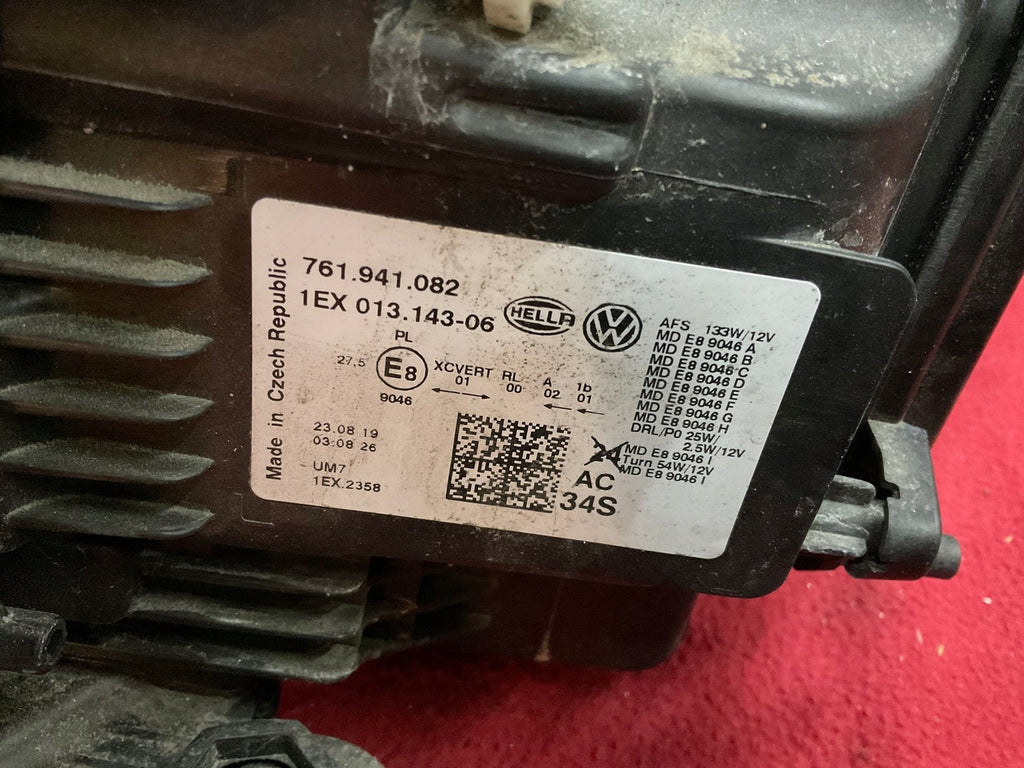 Made in Czech Republic
761.941.082
1EX 013.143-06
HELLA
VW
PL
27,5
E8
9046
XCVERT
01
RL
00
A
02
1b
01
23.08 19
03:08 26
UM7
1EX.2358
24
AC
34S
AFS 133W/12V
MD E8 9046 A
MD E8 9046 B
MD E8 9046 C
MD E8 9046 D
MD E8 9046 E
MD E8 9046 F
MD E8 9046 G
MD E8 9046 H
DRL/P0 25W/
2.5W/12V
MD E8 9046 I
Turn 54W/12V
MD E8 9046 I